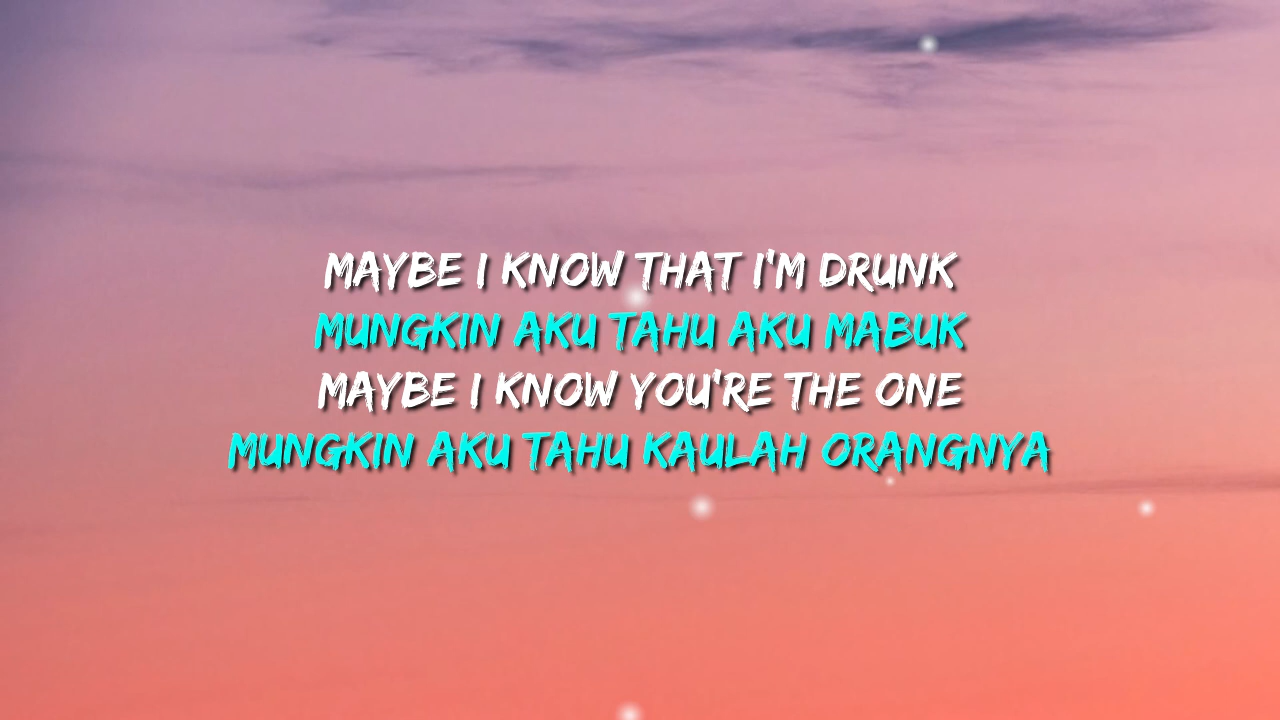 MAYBE I KNOW THAT I'M DRUNK
MUNGKIN AKU TAHU AKU MABUK
MAYBE I KNOW YOU'RE THE ONE
MUNGKIN AKU TAHU KAULAH ORANGNYA